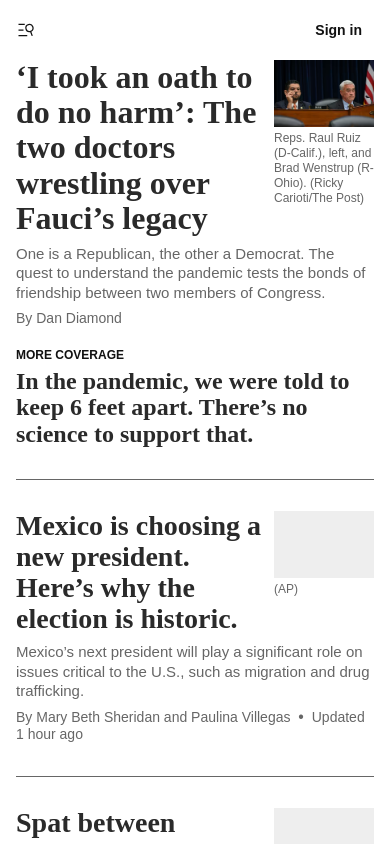 Sign in
‘I took an oath to
do no harm’: The
two doctors
wrestling over
Fauci’s legacy
Reps. Raul Ruiz
(D-Calif.), left, and
Brad Wenstrup (R-
Ohio). (Ricky
Carioti/The Post)
One is a Republican, the other a Democrat. The
quest to understand the pandemic tests the bonds of
friendship between two members of Congress.
By Dan Diamond
MORE COVERAGE
In the pandemic, we were told to
keep 6 feet apart. There’s no
science to support that.
Mexico is choosing a
new president.
Here’s why the
election is historic.
(AP)
Mexico’s next president will play a significant role on
issues critical to the U.S., such as migration and drug
trafficking.
By Mary Beth Sheridan and Paulina Villegas • Updated
1 hour ago
Spat between